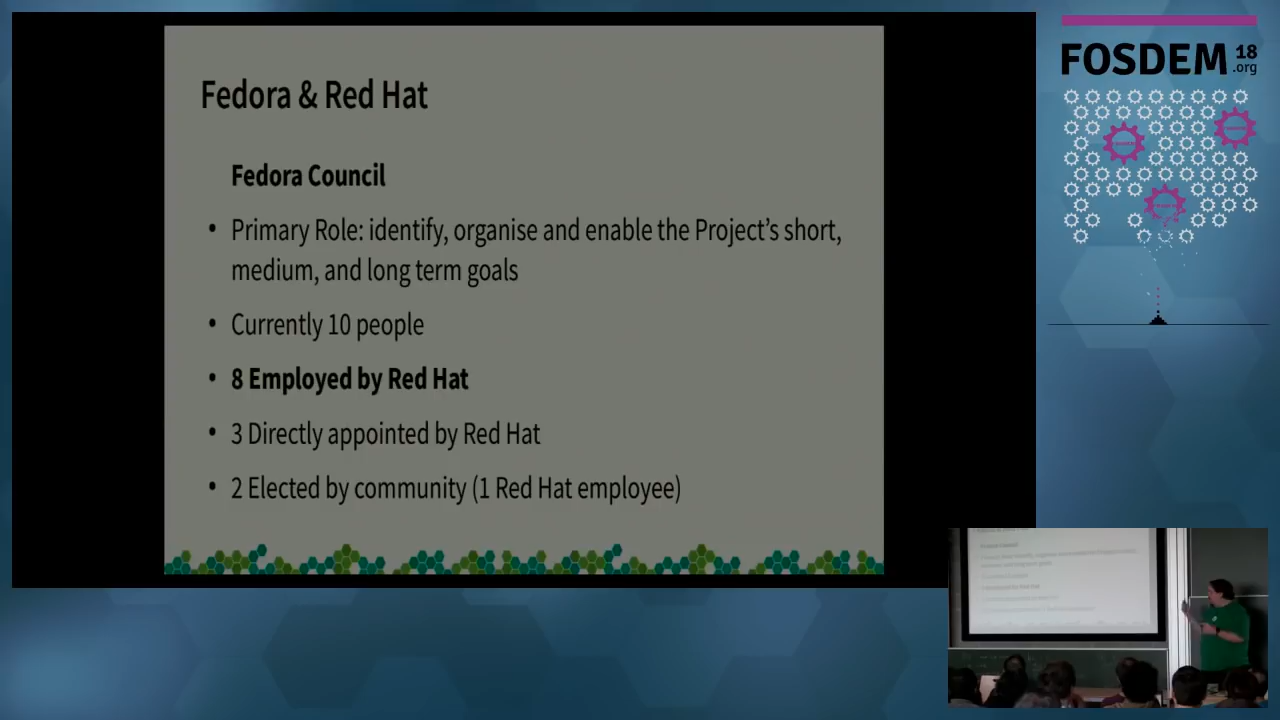 Fedora & Red Hat
Fedora Council
• Primary Role: identify, organise and enable the Project’s short,
medium, and long term goals
• Currently 10 people
• 8 Employed by Red Hat
• 3 Directly appointed by Red Hat
• 2 Elected by community (1 Red Hat employee)
FOSDEM 18
.org